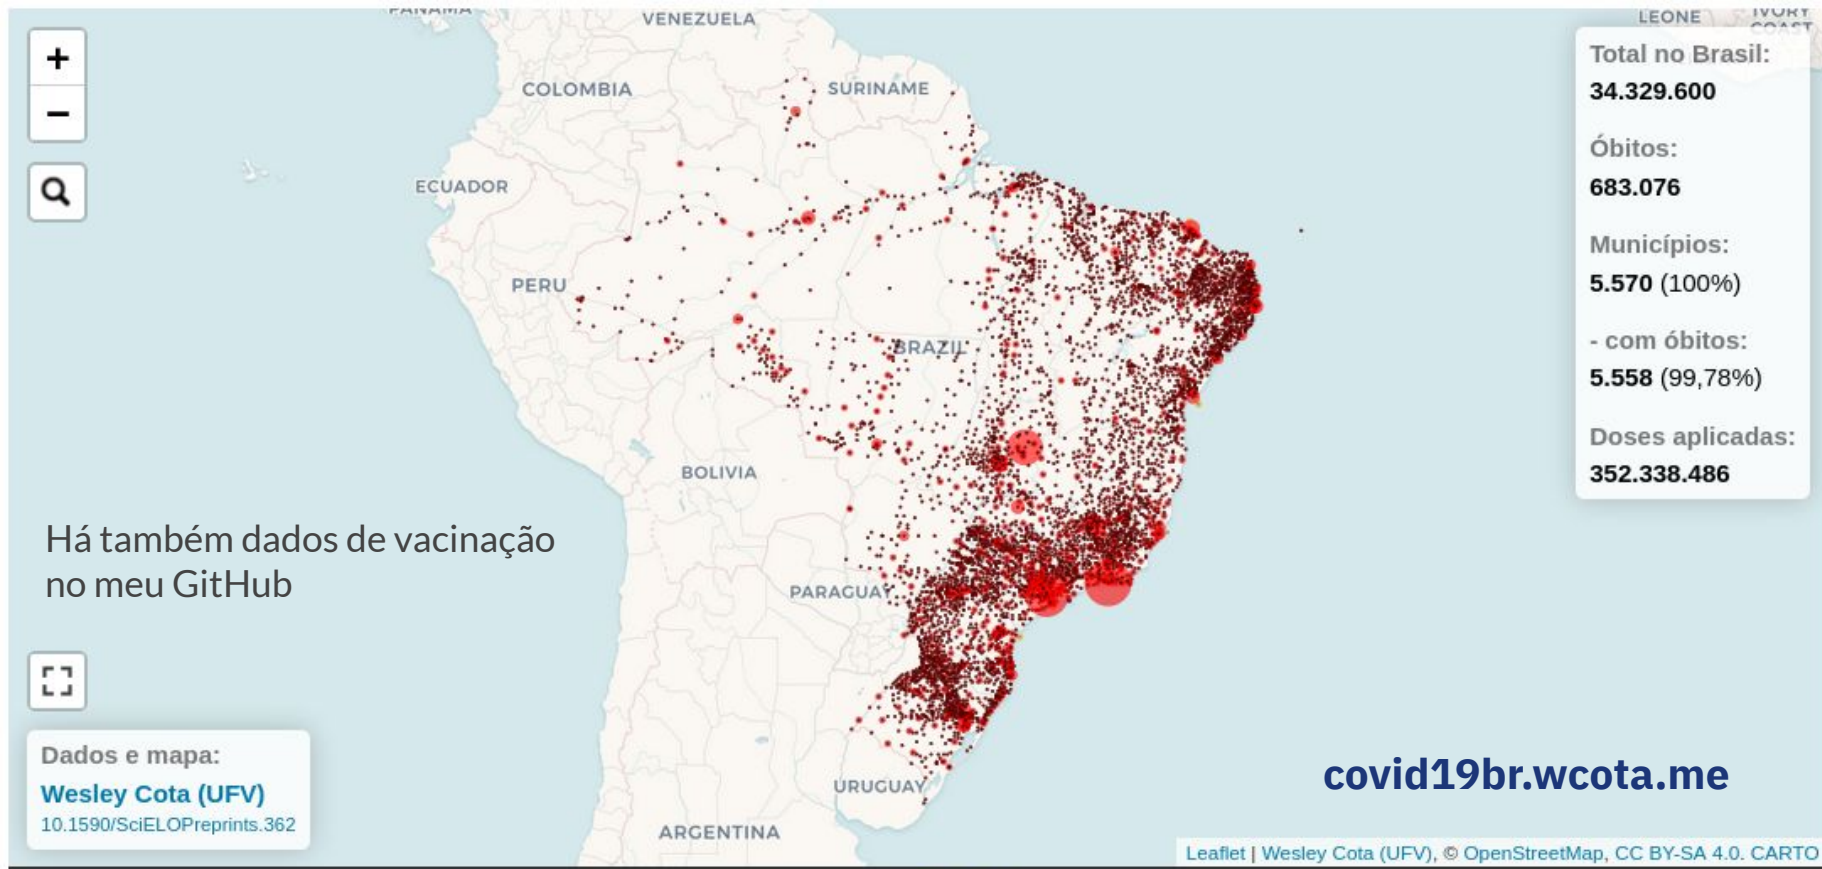 PANAMA
VENEZUELA
LEONE
IVORY
COAST
+
−
COLOMBIA
SURINAME
ECUADOR
PERU
BRAZIL
BOLIVIA
PARAGUAY
URUGUAY
ARGENTINA
Total no Brasil:
34.329.600
Óbitos:
683.076
Municípios:
5.570 (100%)
- com óbitos:
5.558 (99,78%)
Doses aplicadas:
352.338.486
Há também dados de vacinação
no meu GitHub
Dados e mapa:
Wesley Cota (UFV)
10.1590/SciELOPreprints.362
covid19br.wcota.me
Leaflet | Wesley Cota (UFV), © OpenStreetMap, CC BY-SA 4.0. CARTO